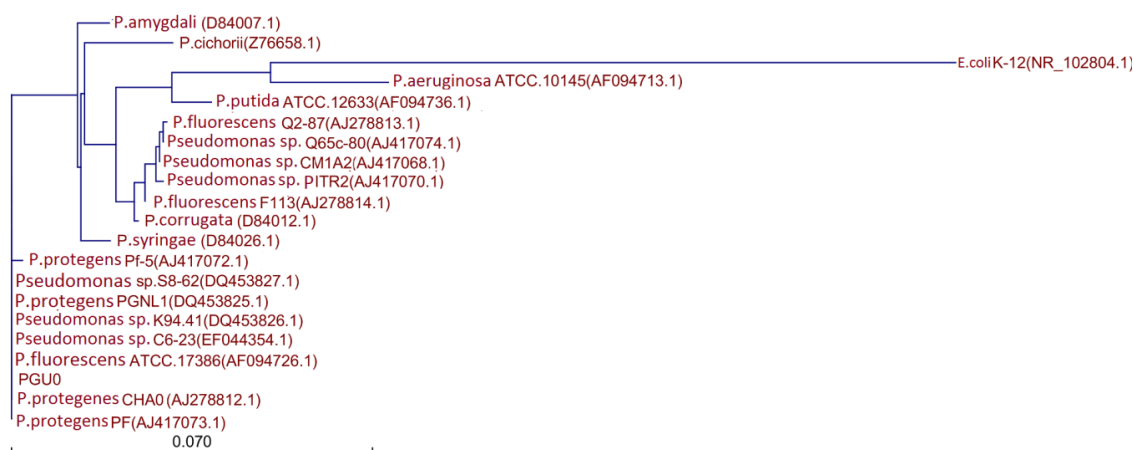 P.amygdali (D84007.1)
P.cichorii(Z76658.1)
E.coliK-12(NR_102804.1)
P.aeruginosa ATCC.10145(AF094713.1)
P.putida ATCC.12633(AF094736.1)
P.fluorescens Q2-87(AJ278813.1)
Pseudomonas sp. Q65c-80(AJ417074.1)
Pseudomonas sp. CM1A2(AJ417068.1)
Pseudomonas sp. PITR2(AJ417070.1)
P.fluorescens F113(AJ278814.1)
P.corrugata (D84012.1)
P.syringae (D84026.1)
P.protegens Pf-5(AJ417072.1)
Pseudomonas sp.S8-62(DQ453827.1)
P.protegens PGNL1(DQ453825.1)
Pseudomonas sp. K94.41(DQ453826.1)
Pseudomonas sp. C6-23(EF044354.1)
P.fluorescens ATCC.17386(AF094726.1)
PGU0
P.protegenes CHA0 (AJ278812.1)
P.protegens PF(AJ417073.1)
0.070